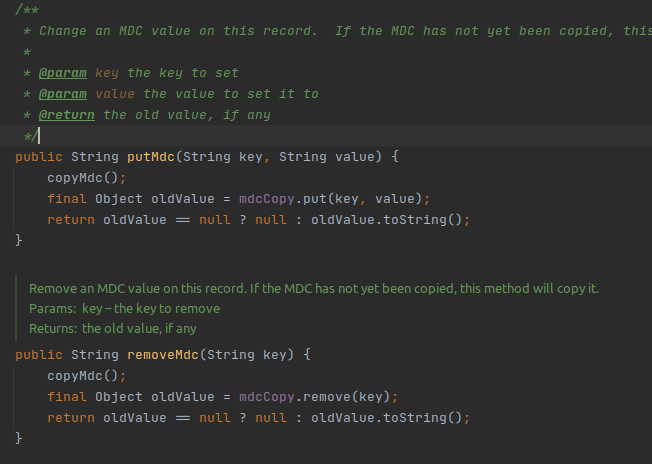 /**
 * Change an MDC value on this record.  If the MDC has not yet been copied, this
 *
 * @param key the key to set
 * @param value the value to set it to
 * @return the old value, if any
 */
public String putMdc(String key, String value) {
    copyMdc();
    final Object oldValue = mdcCopy.put(key, value);
    return oldValue == null ? null : oldValue.toString();
}
Remove an MDC value on this record. If the MDC has not yet been copied, this method will copy it.
Params: key – the key to remove
Returns: the old value, if any
public String removeMdc(String key) {
    copyMdc();
    final Object oldValue = mdcCopy.remove(key);
    return oldValue == null ? null : oldValue.toString();
}